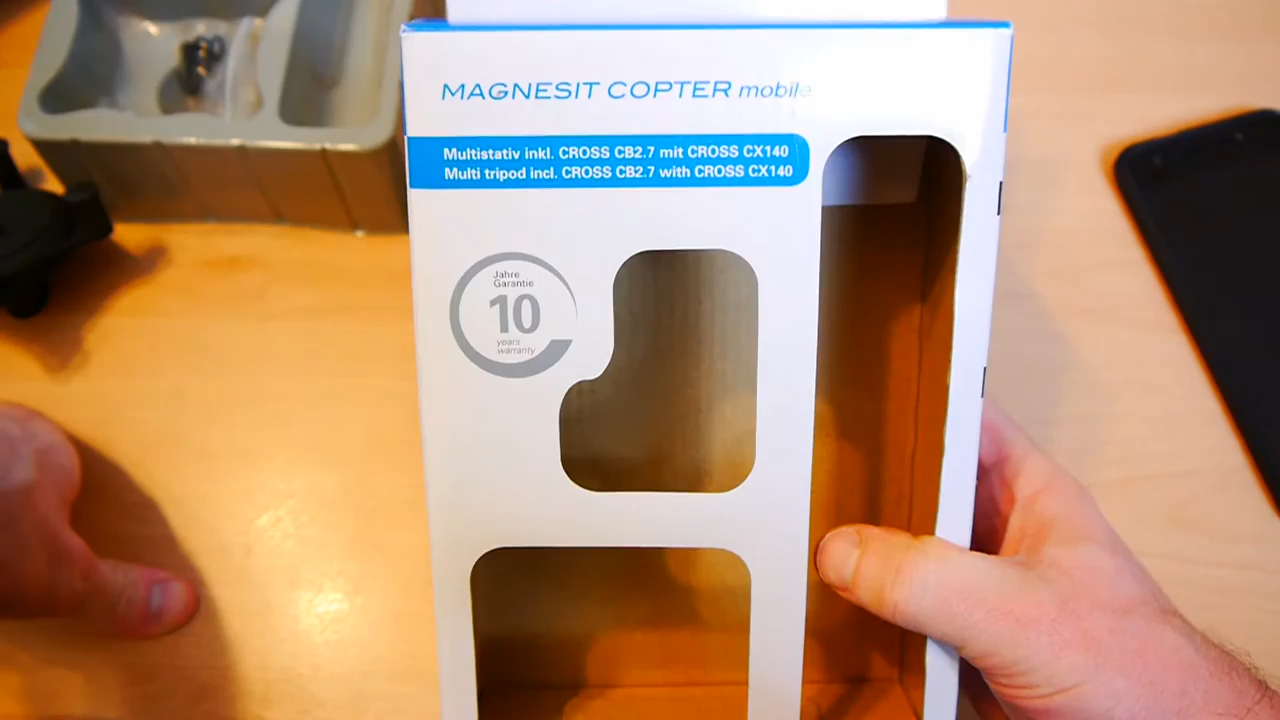 MAGNESIT COPTER mobile
Multistativ inkl. CROSS CB2.7 mit CROSS CX140
Multi tripod incl. CROSS CB2.7 with CROSS CX140
Jahre
Garantie
10
years
warranty